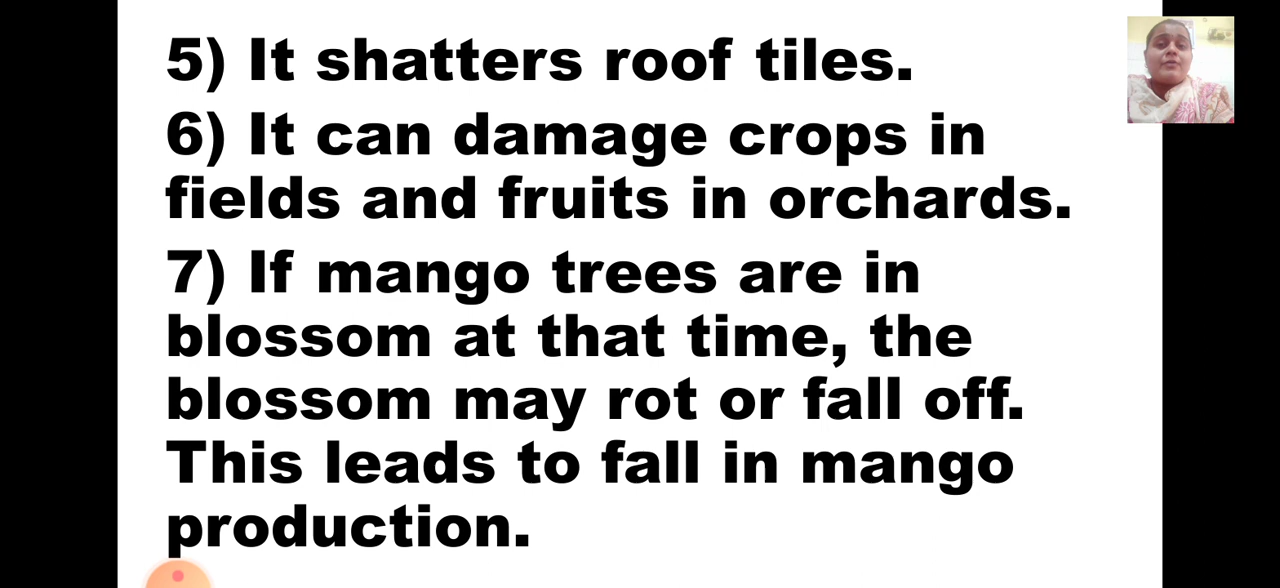 5) It shatters roof tiles.
6) It can damage crops in
fields and fruits in orchards.
7) If mango trees are in
blossom at that time, the
blossom may rot or fall off.
This leads to fall in mango
production.